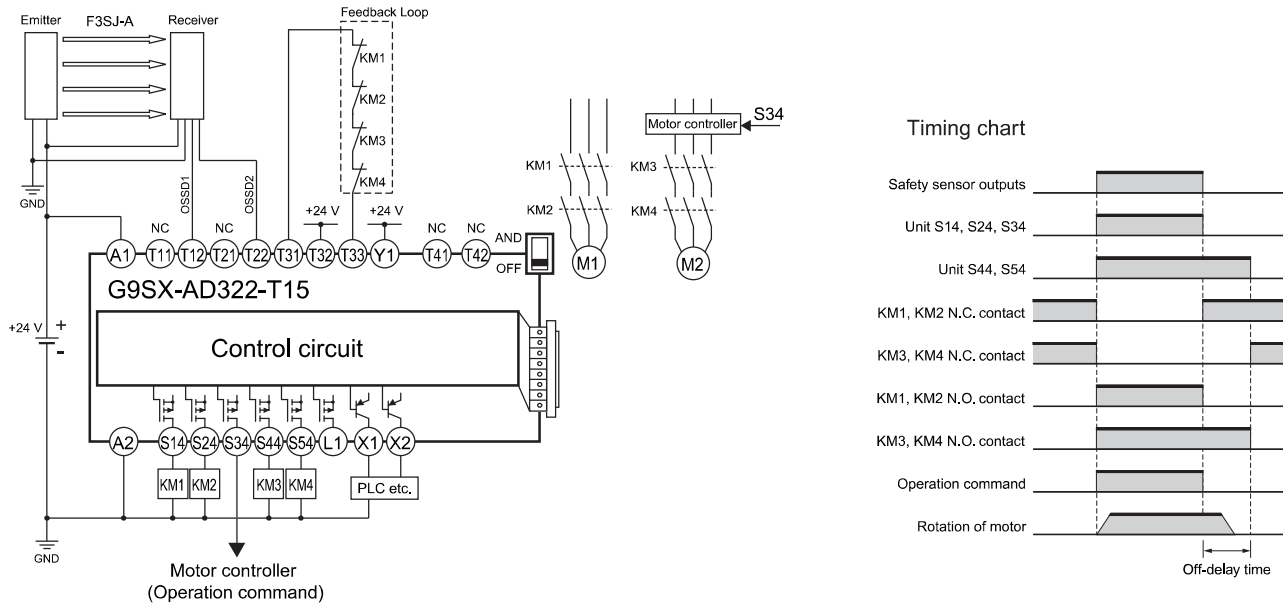 Emitter
F3SJ-A
Receiver
Feedback Loop
KM1
KM2
KM3
KM4
GND
OSSD1
OSSD2
+24 V
+24 V
NC
NC
NC
NC
A1
T11
T12
T21
T22
T31
T32
T33
Y1
T41
T42
AND
OFF
G9SX-AD322-T15
Control circuit
+24 V
+
-
A2
S14
S24
S34
S44
S54
L1
X1
X2
KM1
KM2
KM3
KM4
PLC etc.
GND
Motor controller
(Operation command)
Motor controller
S34
KM1
KM2
M1
KM3
KM4
M2
Timing chart
Safety sensor outputs
Unit S14, S24, S34
Unit S44, S54
KM1, KM2 N.C. contact
KM3, KM4 N.C. contact
KM1, KM2 N.O. contact
KM3, KM4 N.O. contact
Operation command
Rotation of motor
Off-delay time